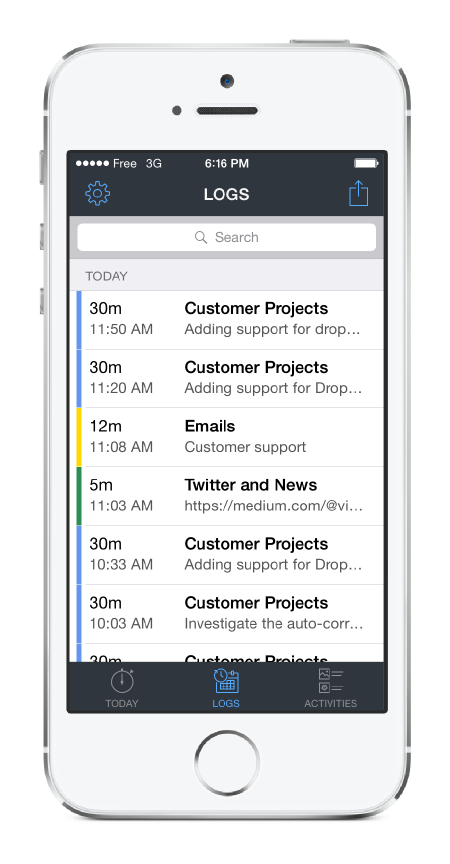 Free 3G 6:16 PM
LOGS
Search
TODAY
30m Customer Projects
11:50 AM Adding support for drop…
30m Customer Projects
11:20 AM Adding support for Drop…
12m Emails
11:08 AM Customer support
5m Twitter and News
11:03 AM https://medium.com/@vi…
30m Customer Projects
10:33 AM Adding support for Drop…
30m Customer Projects
10:03 AM Investigate the auto-corr…
30m Customer Projects
TODAY LOGS ACTIVITIES